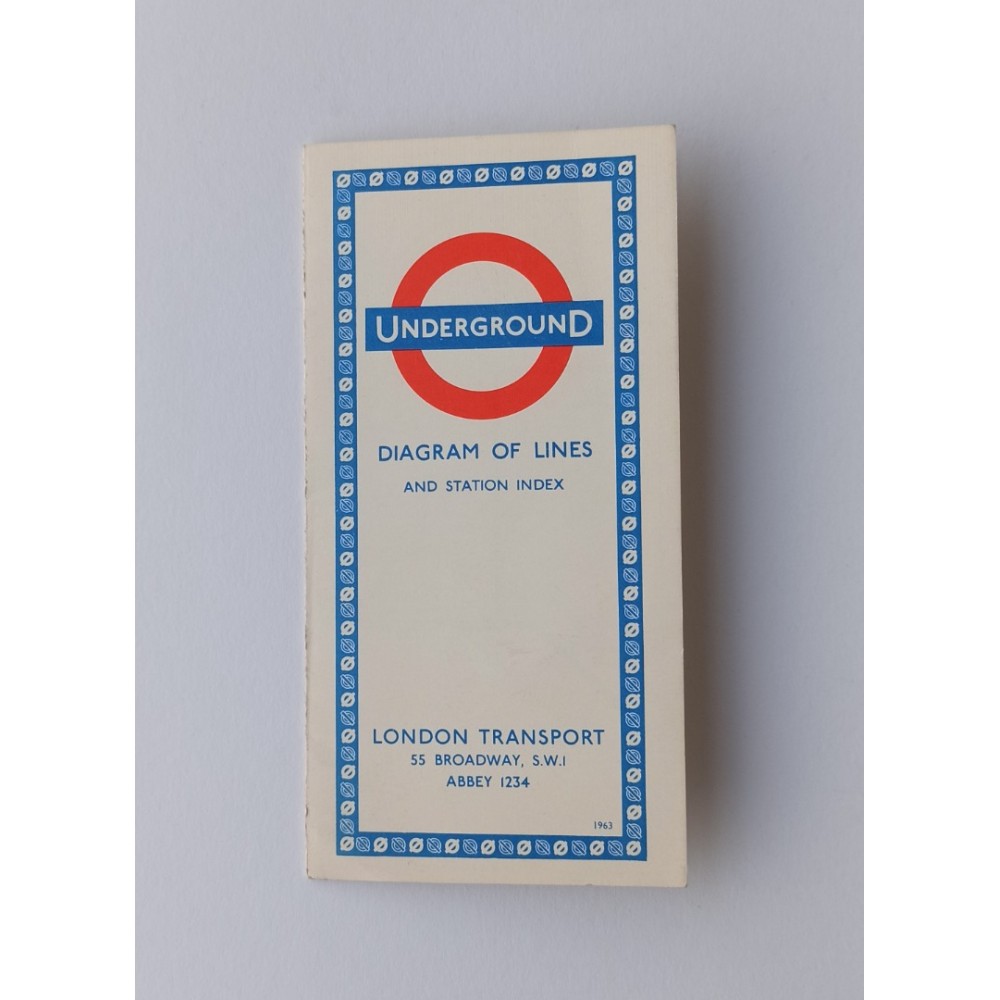 UNDERGROUND
DIAGRAM OF LINES
AND STATION INDEX
LONDON TRANSPORT
55 BROADWAY, S.W.1
ABBEY 1234
1963